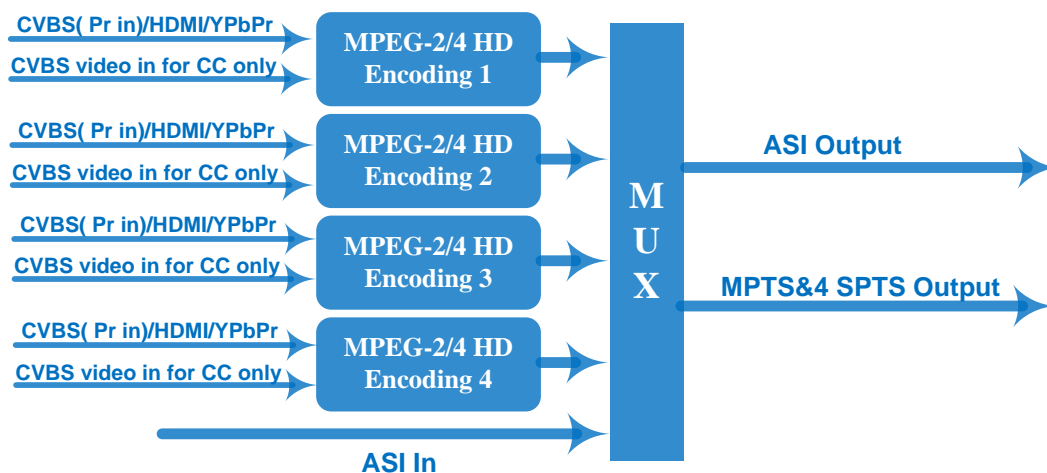 CVBS( Pr in)/HDMI/YPbPr
CVBS video in for CC only
MPEG-2/4 HD
Encoding 1
CVBS( Pr in)/HDMI/YPbPr
CVBS video in for CC only
MPEG-2/4 HD
Encoding 2
CVBS( Pr in)/HDMI/YPbPr
CVBS video in for CC only
MPEG-2/4 HD
Encoding 3
CVBS( Pr in)/HDMI/YPbPr
CVBS video in for CC only
MPEG-2/4 HD
Encoding 4
ASI In
M
U
X
ASI Output
MPTS&4 SPTS Output